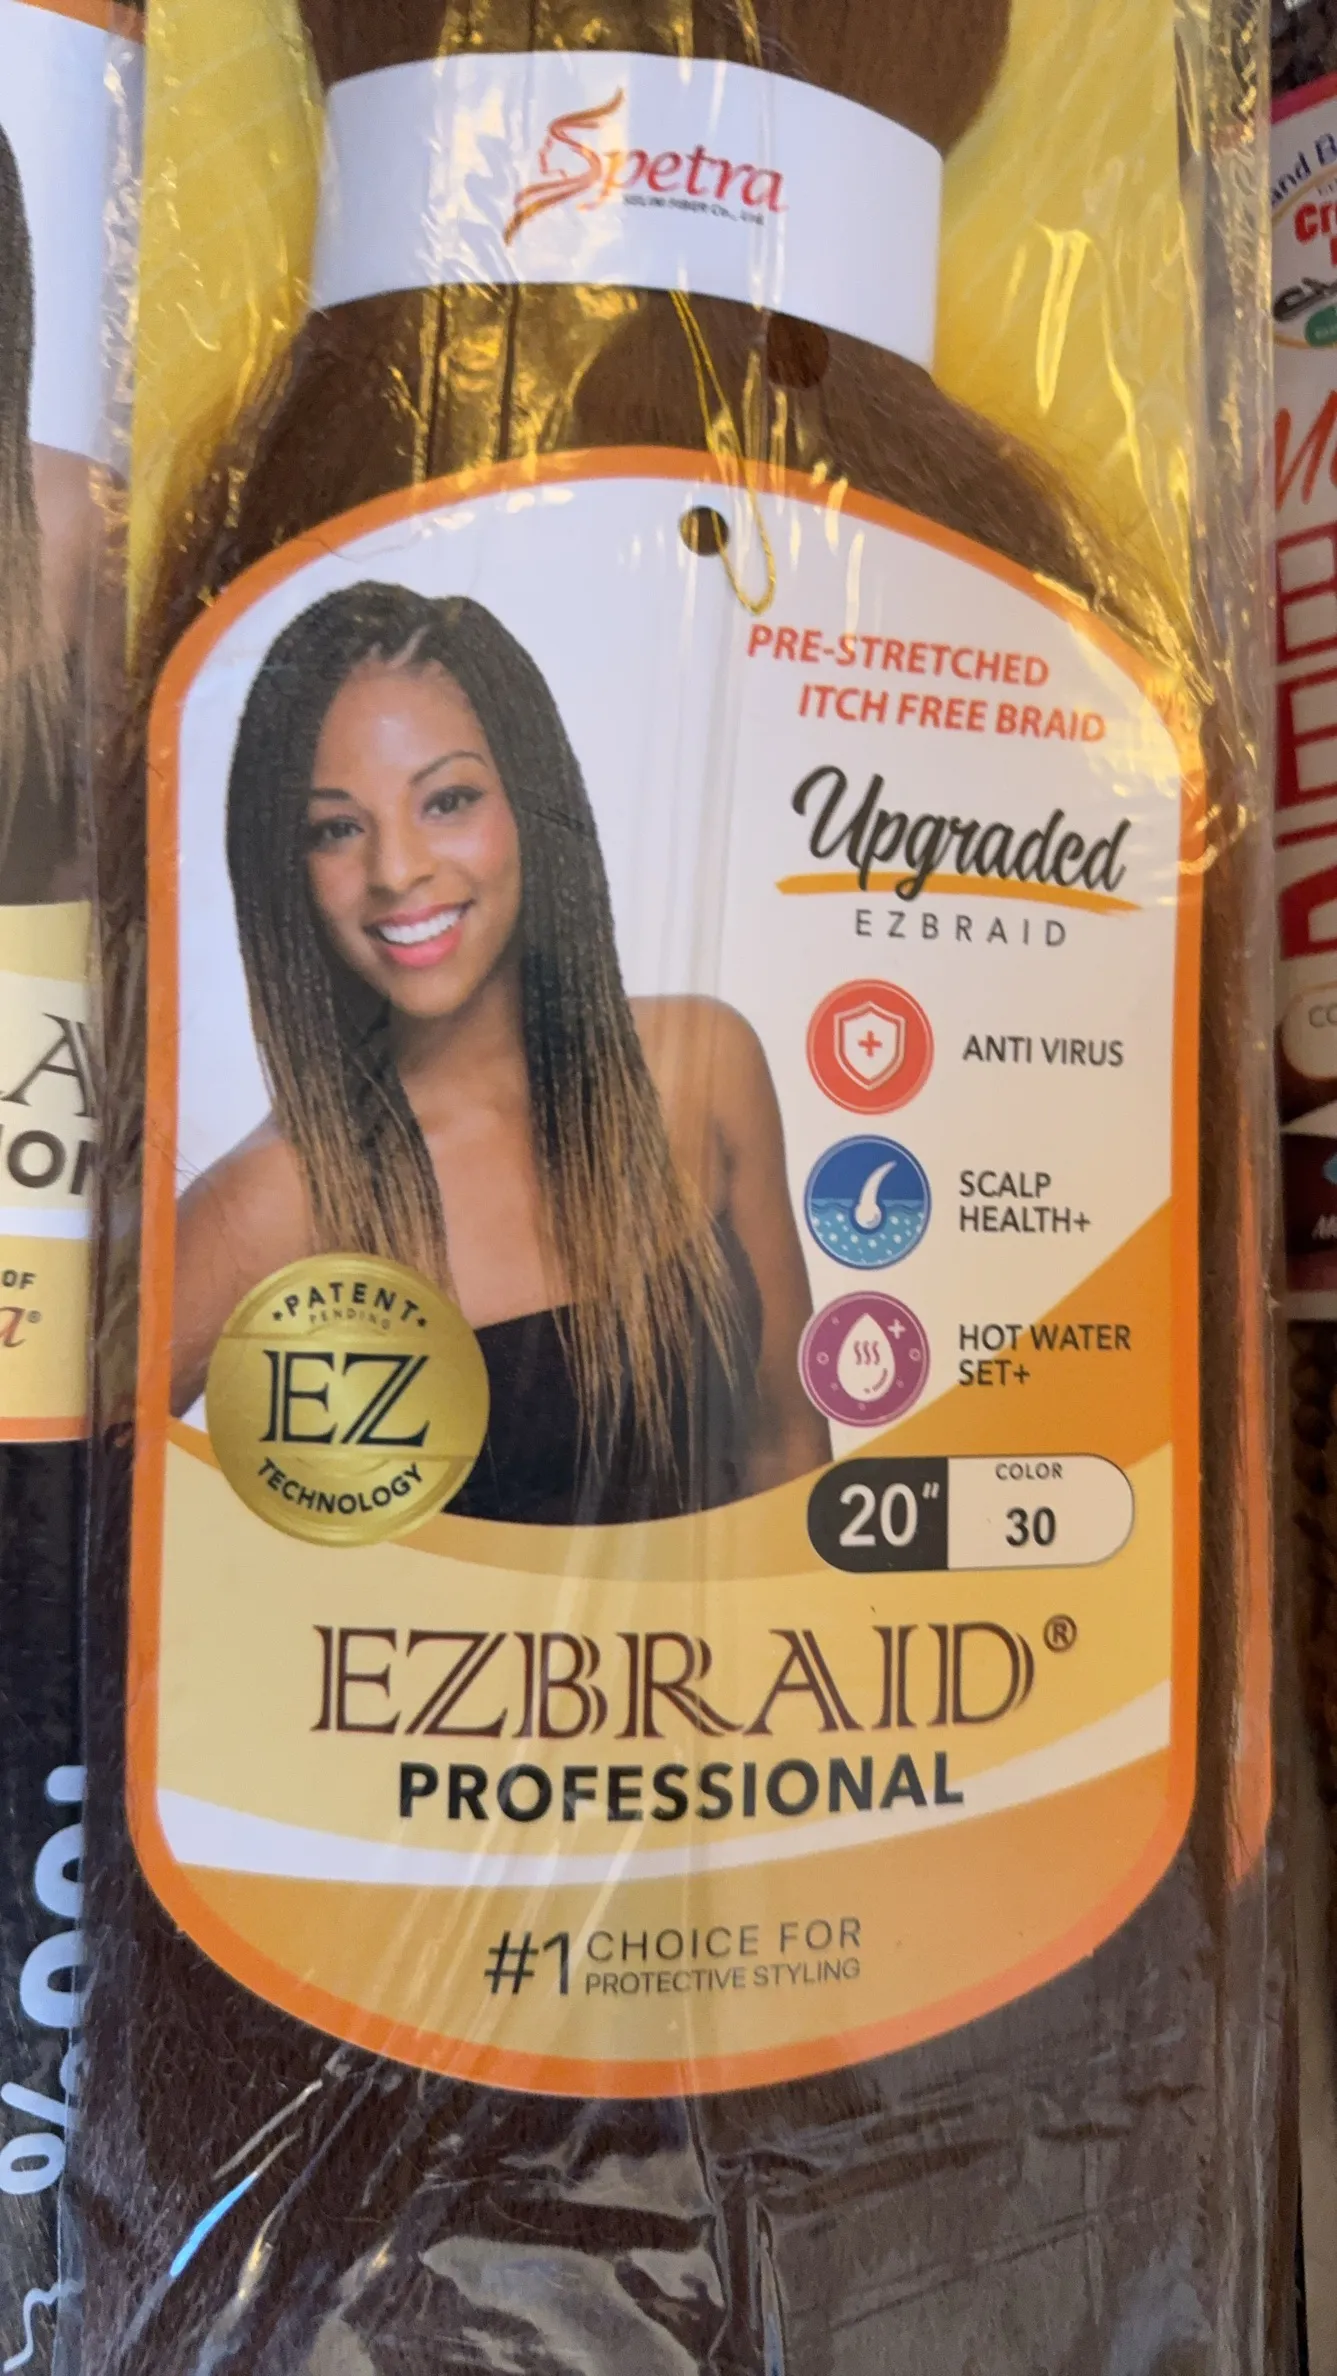 Spetra
PRE-STRETCHED
ITCH FREE BRAID
Upgraded
EZBRAID
ANTI VIRUS
SCALP
HEALTH+
HOT WATER
SET+
PATENT
PENDING
EZ
TECHNOLOGY
20"
COLOR
30
EZBRAID®
PROFESSIONAL
#1 CHOICE FOR
PROTECTIVE STYLING
OF